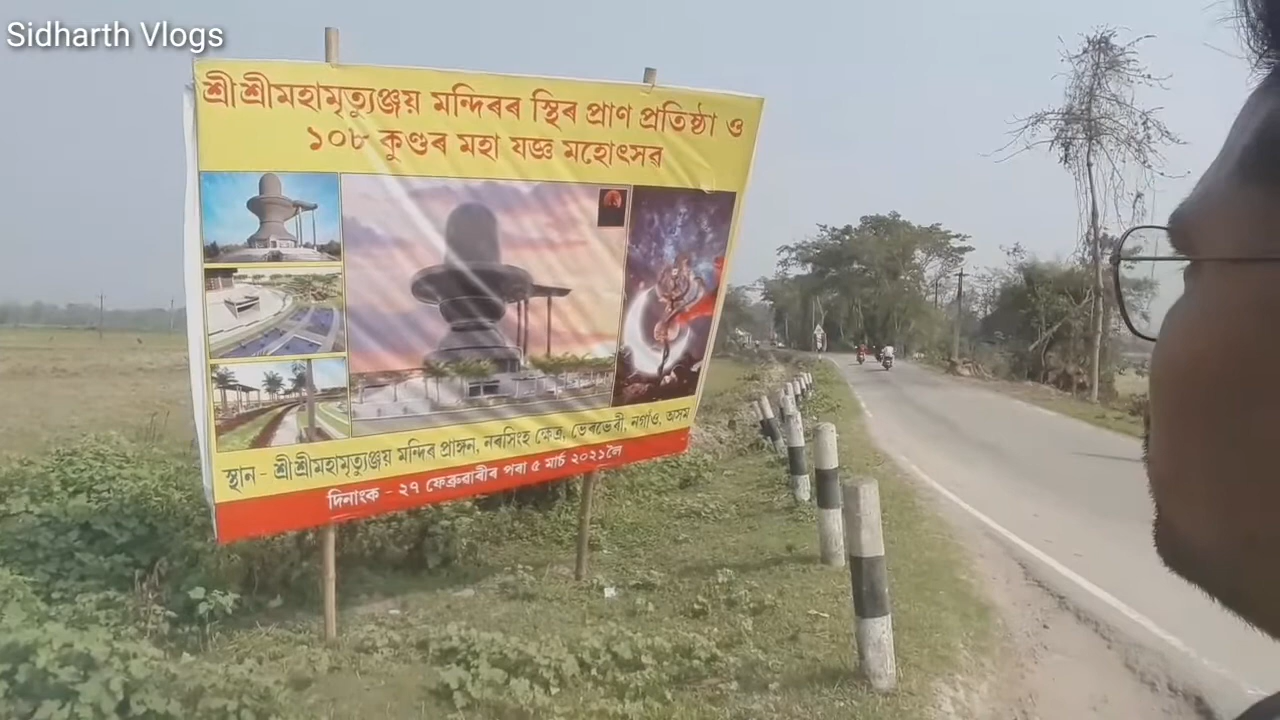 Sidharth Vlogs
শ্ৰীশ্ৰীমহামৃত্যুঞ্জয় মন্দিৰৰ স্থিৰ প্ৰাণ প্ৰতিষ্ঠা ও
১০৮ কুণ্ডৰ মহা যজ্ঞ মহোৎসৱ
স্থান - শ্ৰীশ্ৰীমহামৃত্যুঞ্জয় মন্দিৰ প্ৰাঙ্গন, নৰসিংহ ক্ষেত্ৰ, ভেৰভেৰী, নগাঁও, অসম
দিনাংক - ২৭ ফেব্ৰুৱাৰীৰ পৰা ৫ মাৰ্চ ২০২১লৈ